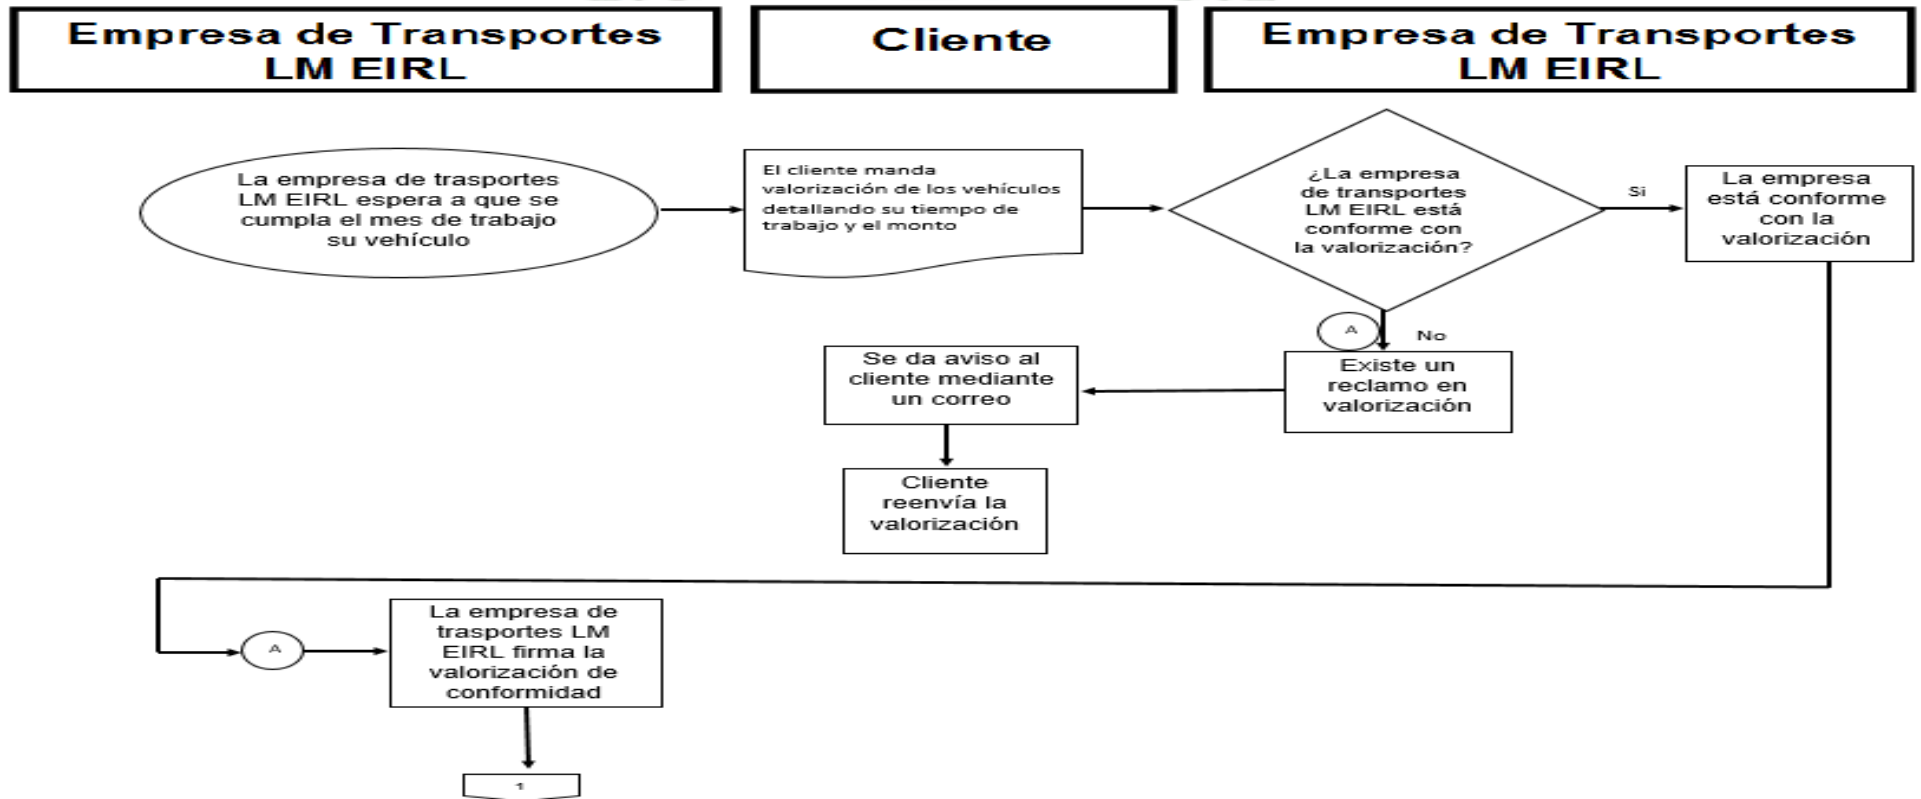 Empresa de Transportes
LM EIRL
Cliente
Empresa de Transportes
LM EIRL
La empresa de trasportes
LM EIRL espera a que se
cumpla el mes de trabajo
su vehículo
El cliente manda
valorización de los vehículos
detallando su tiempo de
trabajo y el monto
¿La empresa
de transportes
LM EIRL está
conforme con
la valorización?
Si
La empresa
está conforme
con la
valorización
A
No
Existe un
reclamo en
valorización
Se da aviso al
cliente mediante
un correo
Cliente
reenvía la
valorización
A
La empresa de
trasportes LM
EIRL firma la
valorización de
conformidad
1